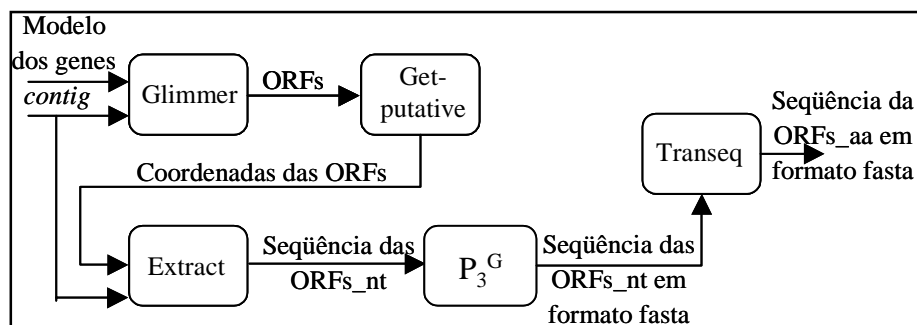 Modelo
dos genes
contig
Glimmer
ORFs
Get-
putative
Coordenadas das ORFs
Extract
Seqüência das
ORFs_nt
P₃ᴳ
Seqüência das
ORFs_nt em
formato fasta
Transeq
Seqüência da
ORFs_aa em
formato fasta